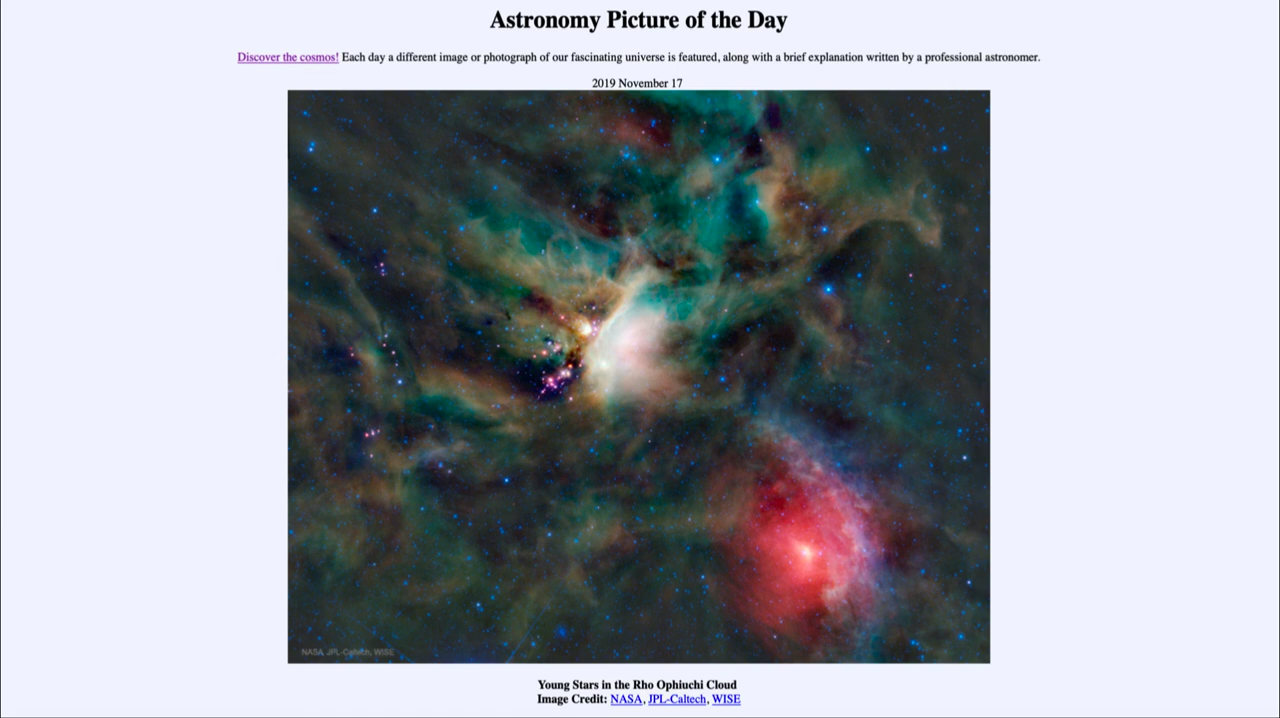 Astronomy Picture of the Day
Discover the cosmos! Each day a different image or photograph of our fascinating universe is featured, along with a brief explanation written by a professional astronomer.
2019 November 17
NASA, JPL-Caltech, WISE
Young Stars in the Rho Ophiuchi Cloud
Image Credit: NASA, JPL-Caltech, WISE